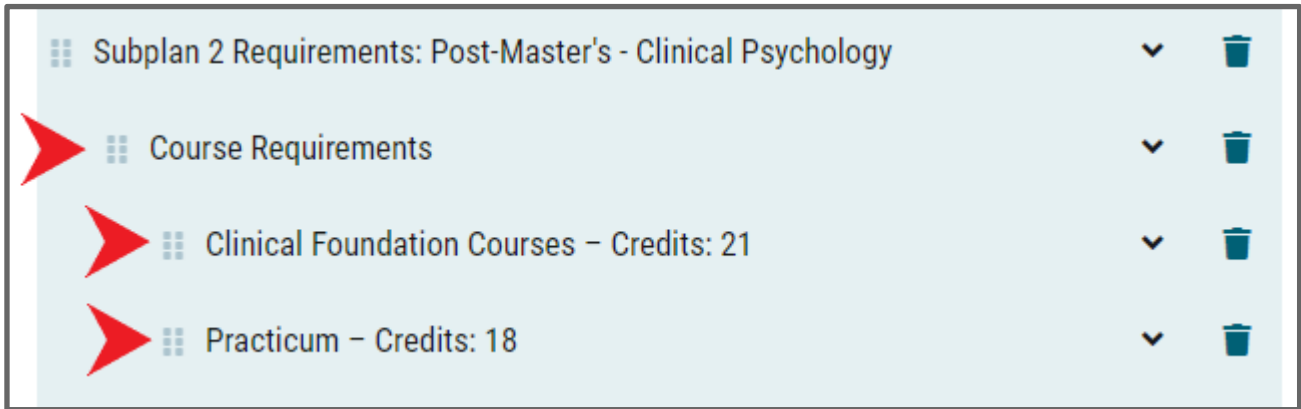 Subplan 2 Requirements: Post-Master's - Clinical Psychology
Course Requirements
Clinical Foundation Courses – Credits: 21
Practicum – Credits: 18